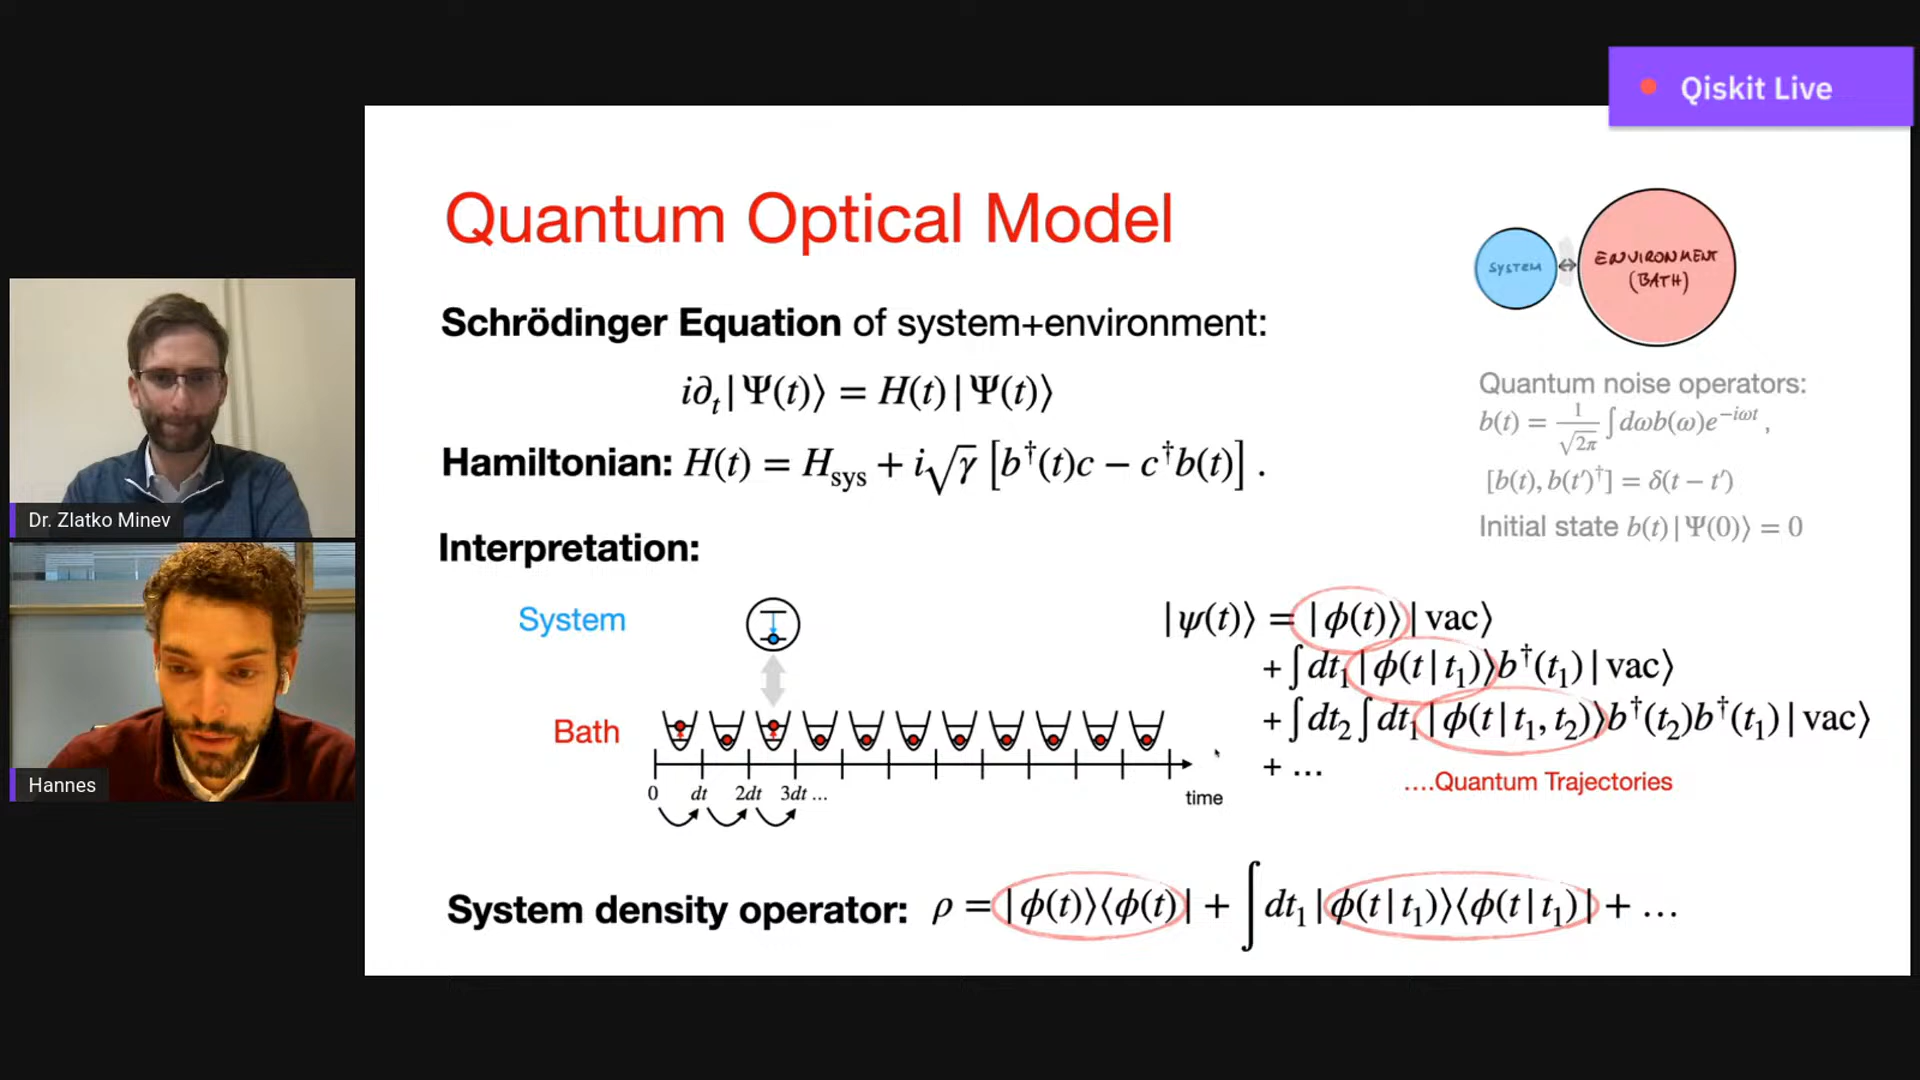 Qiskit Live
Quantum Optical Model
SYSTEM
ENVIRONMENT
(BATH)
Schrödinger Equation of system+environment:
i∂ₜ|Ψ(t)⟩ = H(t)|Ψ(t)⟩
Quantum noise operators:
b(t) = 1/√2π ∫dωb(ω)e^{−iωt} ,
Hamiltonian: H(t) = H_sys + i√γ [b†(t)c − c†b(t)] .
[b(t), b(t′)†] = δ(t − t′)
Dr. Zlatko Minev
Initial state b(t)|Ψ(0)⟩ = 0
Interpretation:
System
|ψ(t)⟩ = |ϕ(t)⟩|vac⟩
+∫dt₁|ϕ(t|t₁)⟩b†(t₁)|vac⟩
Bath
+∫dt₂∫dt₁|ϕ(t|t₁, t₂)⟩b†(t₂)b†(t₁)|vac⟩
+ ...
....Quantum Trajectories
Hannes
0 dt 2dt 3dt ... time
System density operator: ρ = |ϕ(t)⟩⟨ϕ(t)| + ∫dt₁|ϕ(t|t₁)⟩⟨ϕ(t|t₁)| + ...